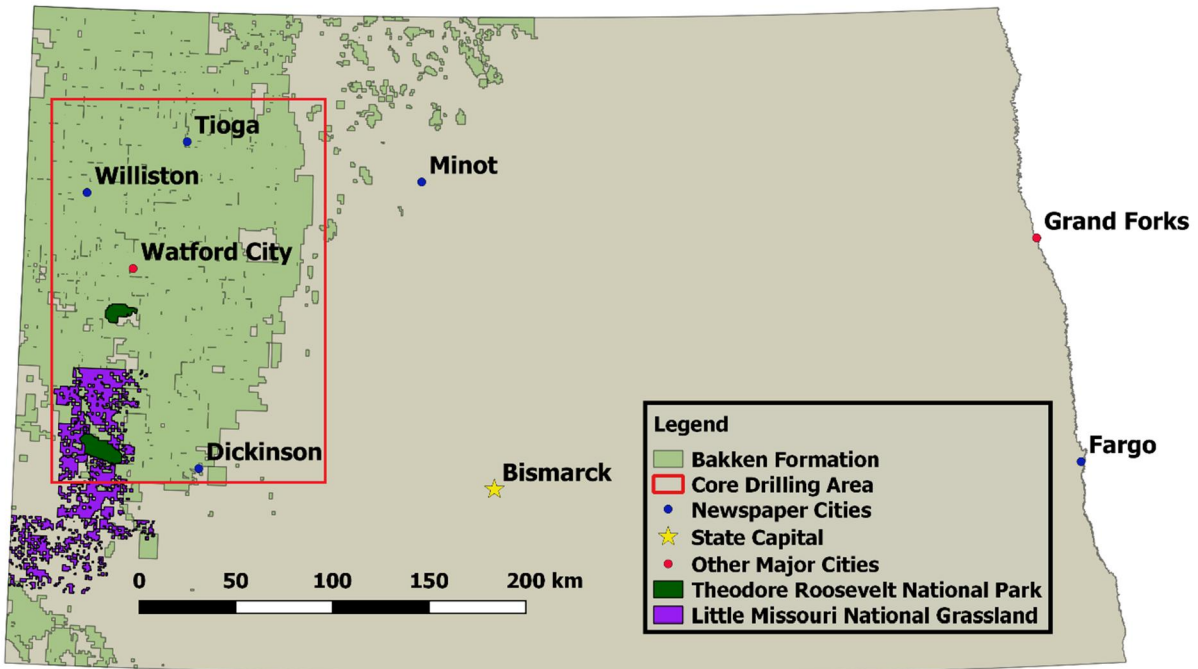 Tioga
Minot
Williston
Grand Forks
Watford City
Dickinson
Bismarck
Fargo
0 50 100 150 200 km
Legend
Bakken Formation
Core Drilling Area
Newspaper Cities
State Capital
Other Major Cities
Theodore Roosevelt National Park
Little Missouri National Grassland